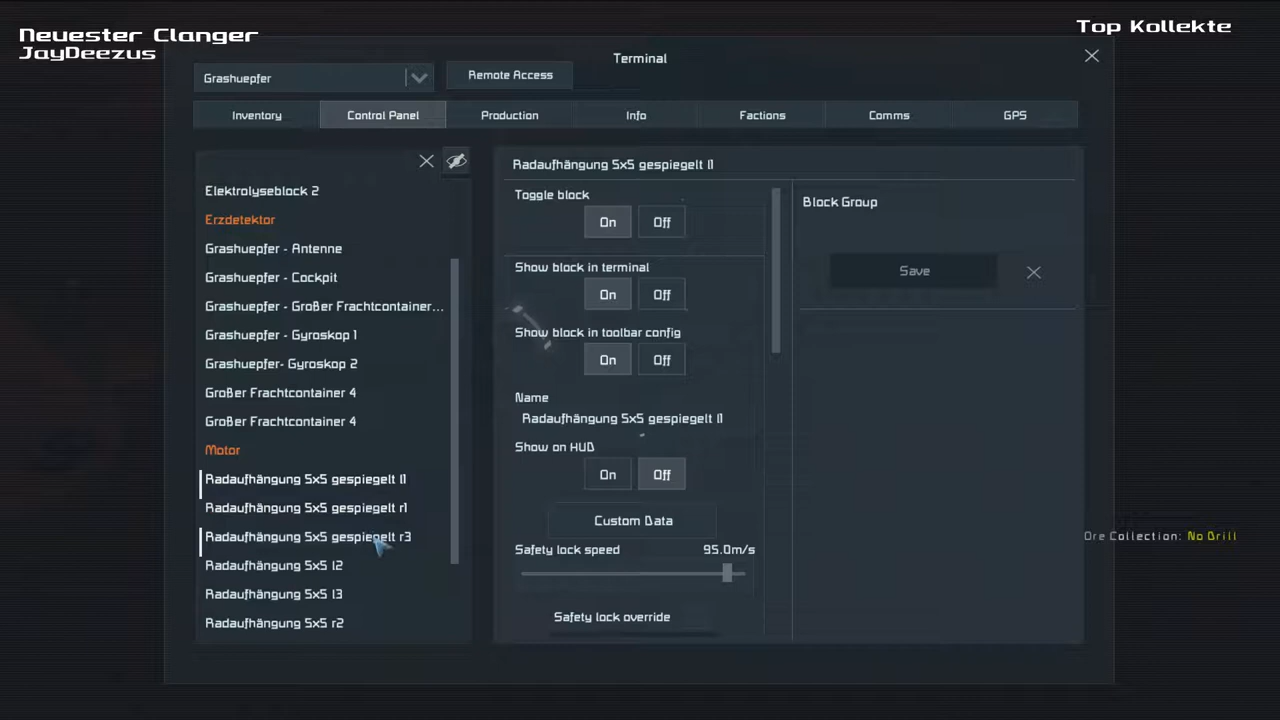 Neuester Clanger
JayDeezus
Top Kollekte
Terminal
Grashuepfer
Remote Access
Inventory
Control Panel
Production
Info
Factions
Comms
GPS
Elektrolyseblock 2
Erzdetektor
Grashuepfer - Antenne
Grashuepfer - Cockpit
Grashuepfer - Großer Frachtcontainer...
Grashuepfer - Gyroskop 1
Grashuepfer- Gyroskop 2
Großer Frachtcontainer 4
Großer Frachtcontainer 4
Motor
Radaufhängung 5x5 gespiegelt l1
Radaufhängung 5x5 gespiegelt r1
Radaufhängung 5x5 gespiegelt r3
Radaufhängung 5x5 l2
Radaufhängung 5x5 l3
Radaufhängung 5x5 r2
Radaufhängung 5x5 gespiegelt l1
Toggle block
On Off
Show block in terminal
On Off
Show block in toolbar config
On Off
Name
Radaufhängung 5x5 gespiegelt l1
Show on HUD
On Off
Custom Data
Safety lock speed 95.0m/s
Safety lock override
Block Group
Save
Ore Collection: No Drill